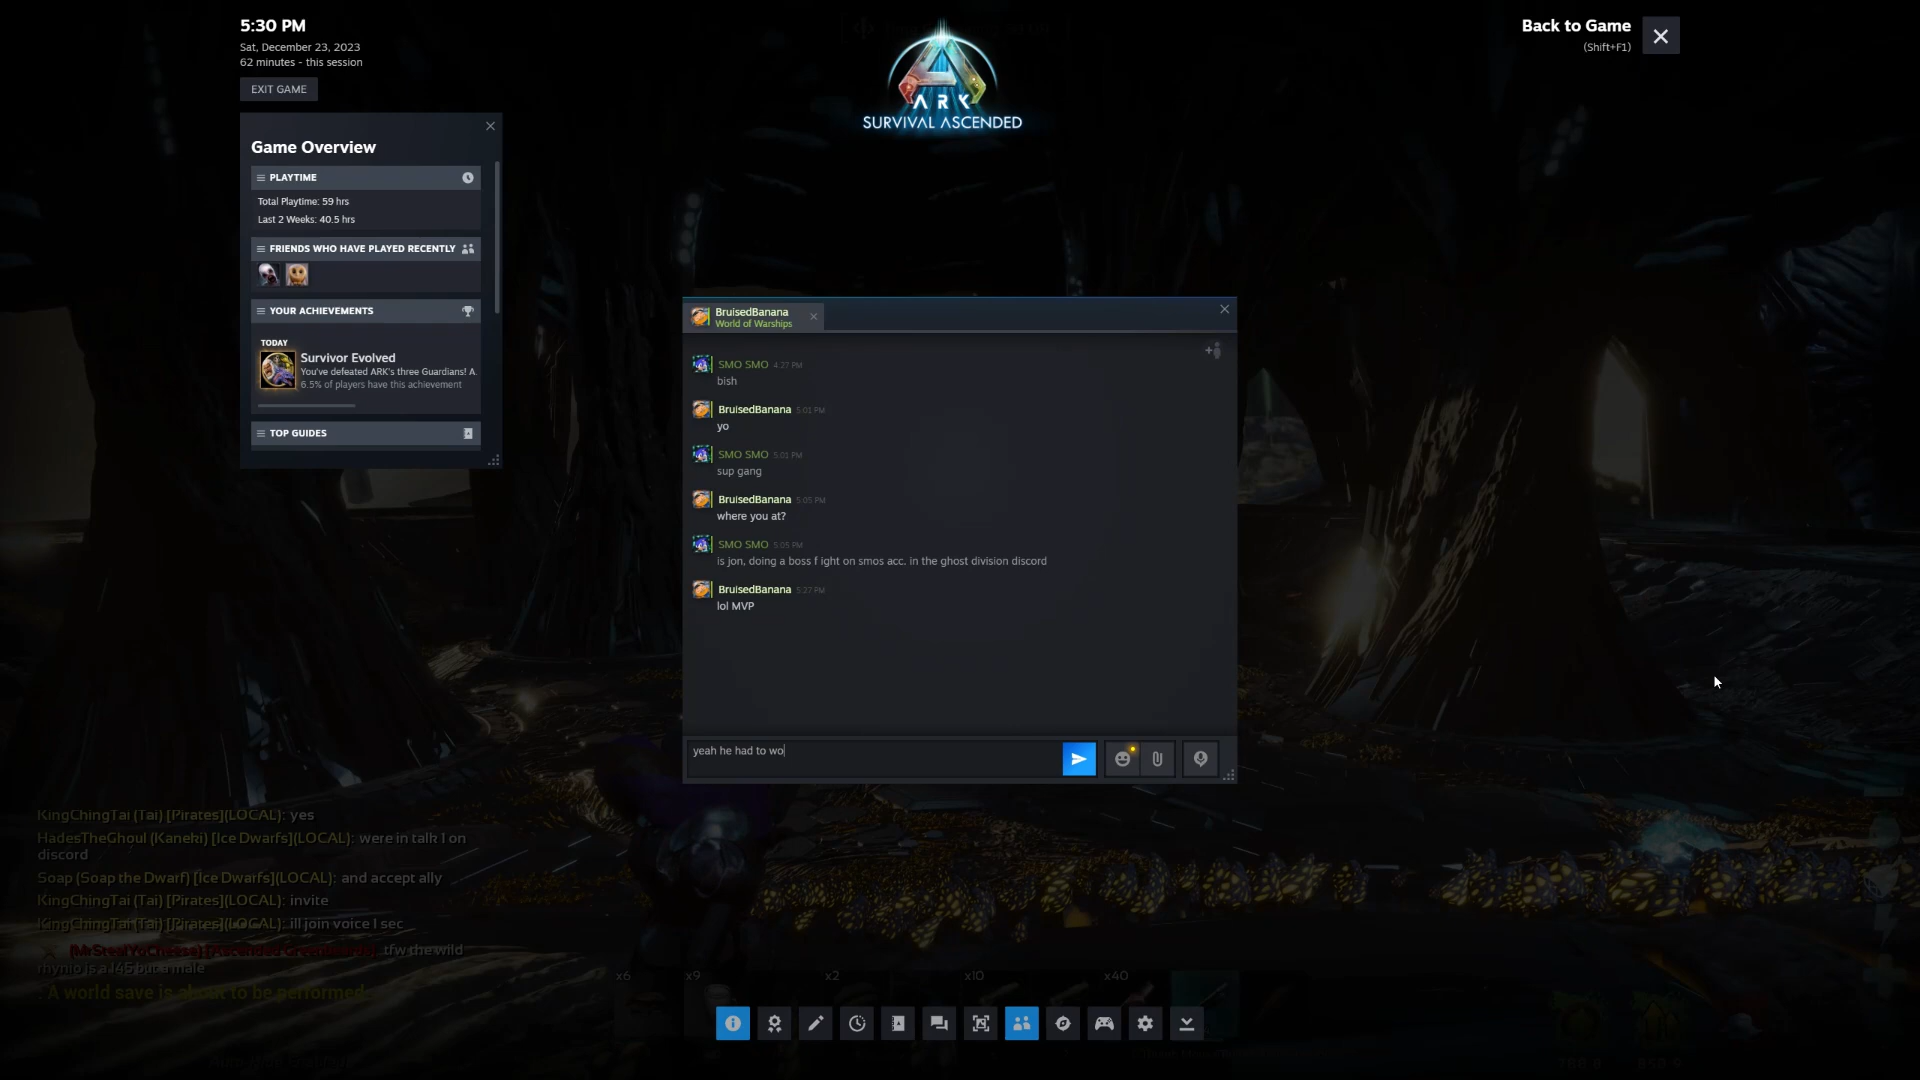 5:30 PM
Sat, December 23, 2023
62 minutes - this session
EXIT GAME
ARK
SURVIVAL ASCENDED
Back to Game
(Shift+F1)
Game Overview
PLAYTIME
Total Playtime: 59 hrs
Last 2 Weeks: 40.5 hrs
FRIENDS WHO HAVE PLAYED RECENTLY
YOUR ACHIEVEMENTS
TODAY
Survivor Evolved
You've defeated ARK's three Guardians! A.
6.5% of players have this achievement
TOP GUIDES
BruisedBanana
World of Warships
SMO SMO 4:27 PM
bish
BruisedBanana 5:01 PM
yo
SMO SMO 5:01 PM
sup gang
BruisedBanana 5:05 PM
where you at?
SMO SMO 5:05 PM
is jon, doing a boss f ight on smos acc. in the ghost division discord
BruisedBanana 5:27 PM
lol MVP
yeah he had to wo
KingChingTai (Tai) [Pirates](LOCAL): yes
HadesTheGhoul (Kaneki) [Ice Dwarfs](LOCAL): were in talk 1 on
discord
Soap (Soap the Dwarf) [Ice Dwarfs](LOCAL): and accept ally
KingChingTai (Tai) [Pirates](LOCAL): invite
KingChingTai (Tai) [Pirates](LOCAL): ill join voice 1 sec
(MrStealYoCheese) [Ascended Greenbeards]: tfw the wild
rhynio is a 145 but a male
. A world save is about to be performed
x6
x9
x2
x10
x40